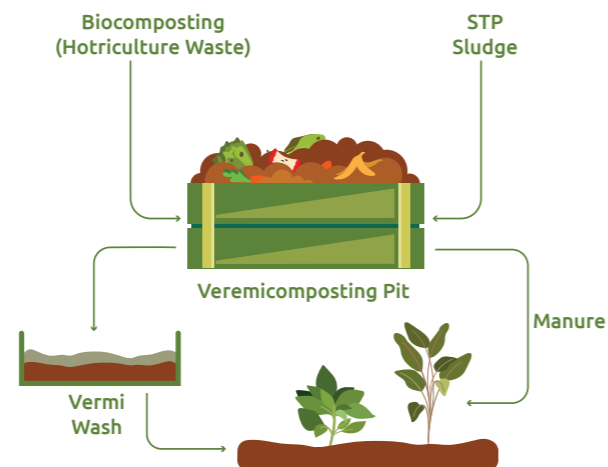 Biocomposting
(Hotriculture Waste)
STP
Sludge
Veremicomposting Pit
Manure
Vermi
Wash